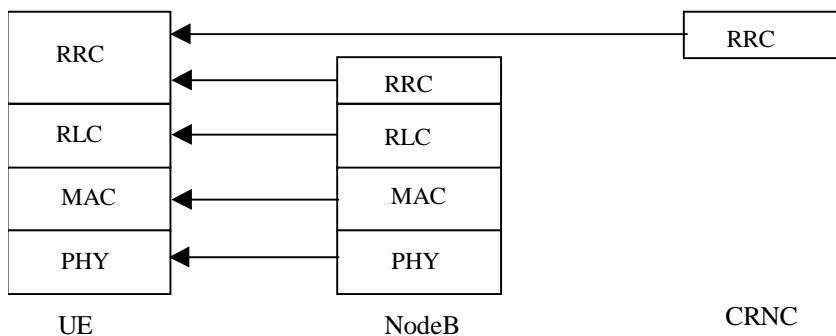 RRC
RRC
RRC
RLC
RLC
MAC
MAC
PHY
PHY
UE
NodeB
CRNC